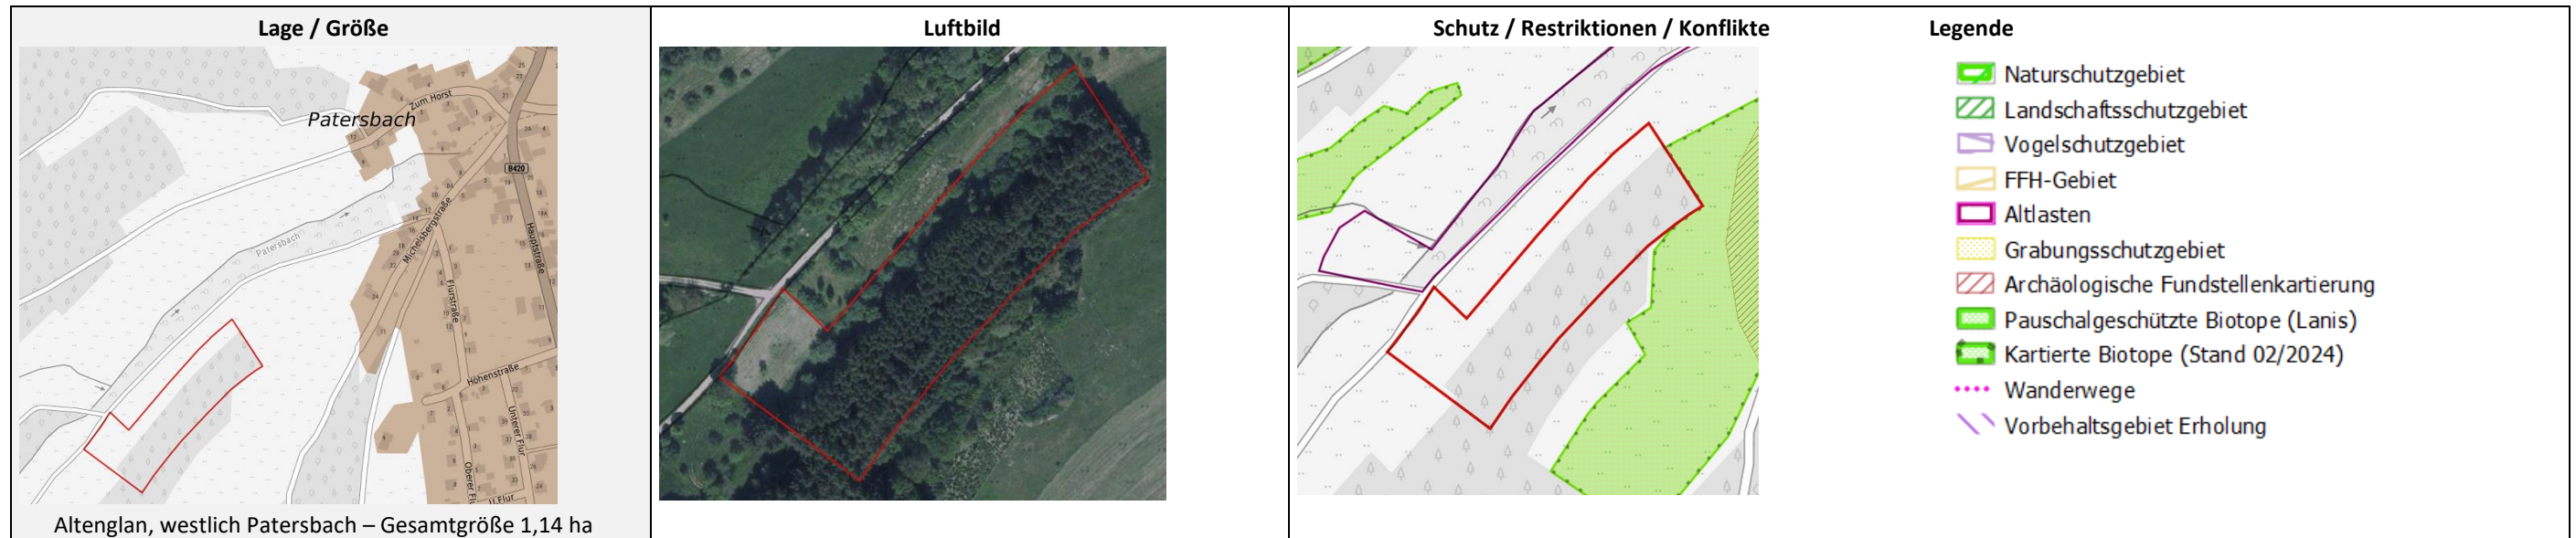 Lage / Größe
Patersbach
Zum Horst
B420
Patersbach
Michelsbergstraße
Hauptstraße
Flurstraße
Höhenstraße
Unterer Flur
Oberer Fl
U.Flur
Altenglan, westlich Patersbach – Gesamtgröße 1,14 ha
Luftbild
Schutz / Restriktionen / Konflikte
Legende
Naturschutzgebiet
Landschaftsschutzgebiet
Vogelschutzgebiet
FFH-Gebiet
Altlasten
Grabungsschutzgebiet
Archäologische Fundstellenkartierung
Pauschalgeschützte Biotope (Lanis)
Kartierte Biotope (Stand 02/2024)
Wanderwege
Vorbehaltsgebiet Erholung